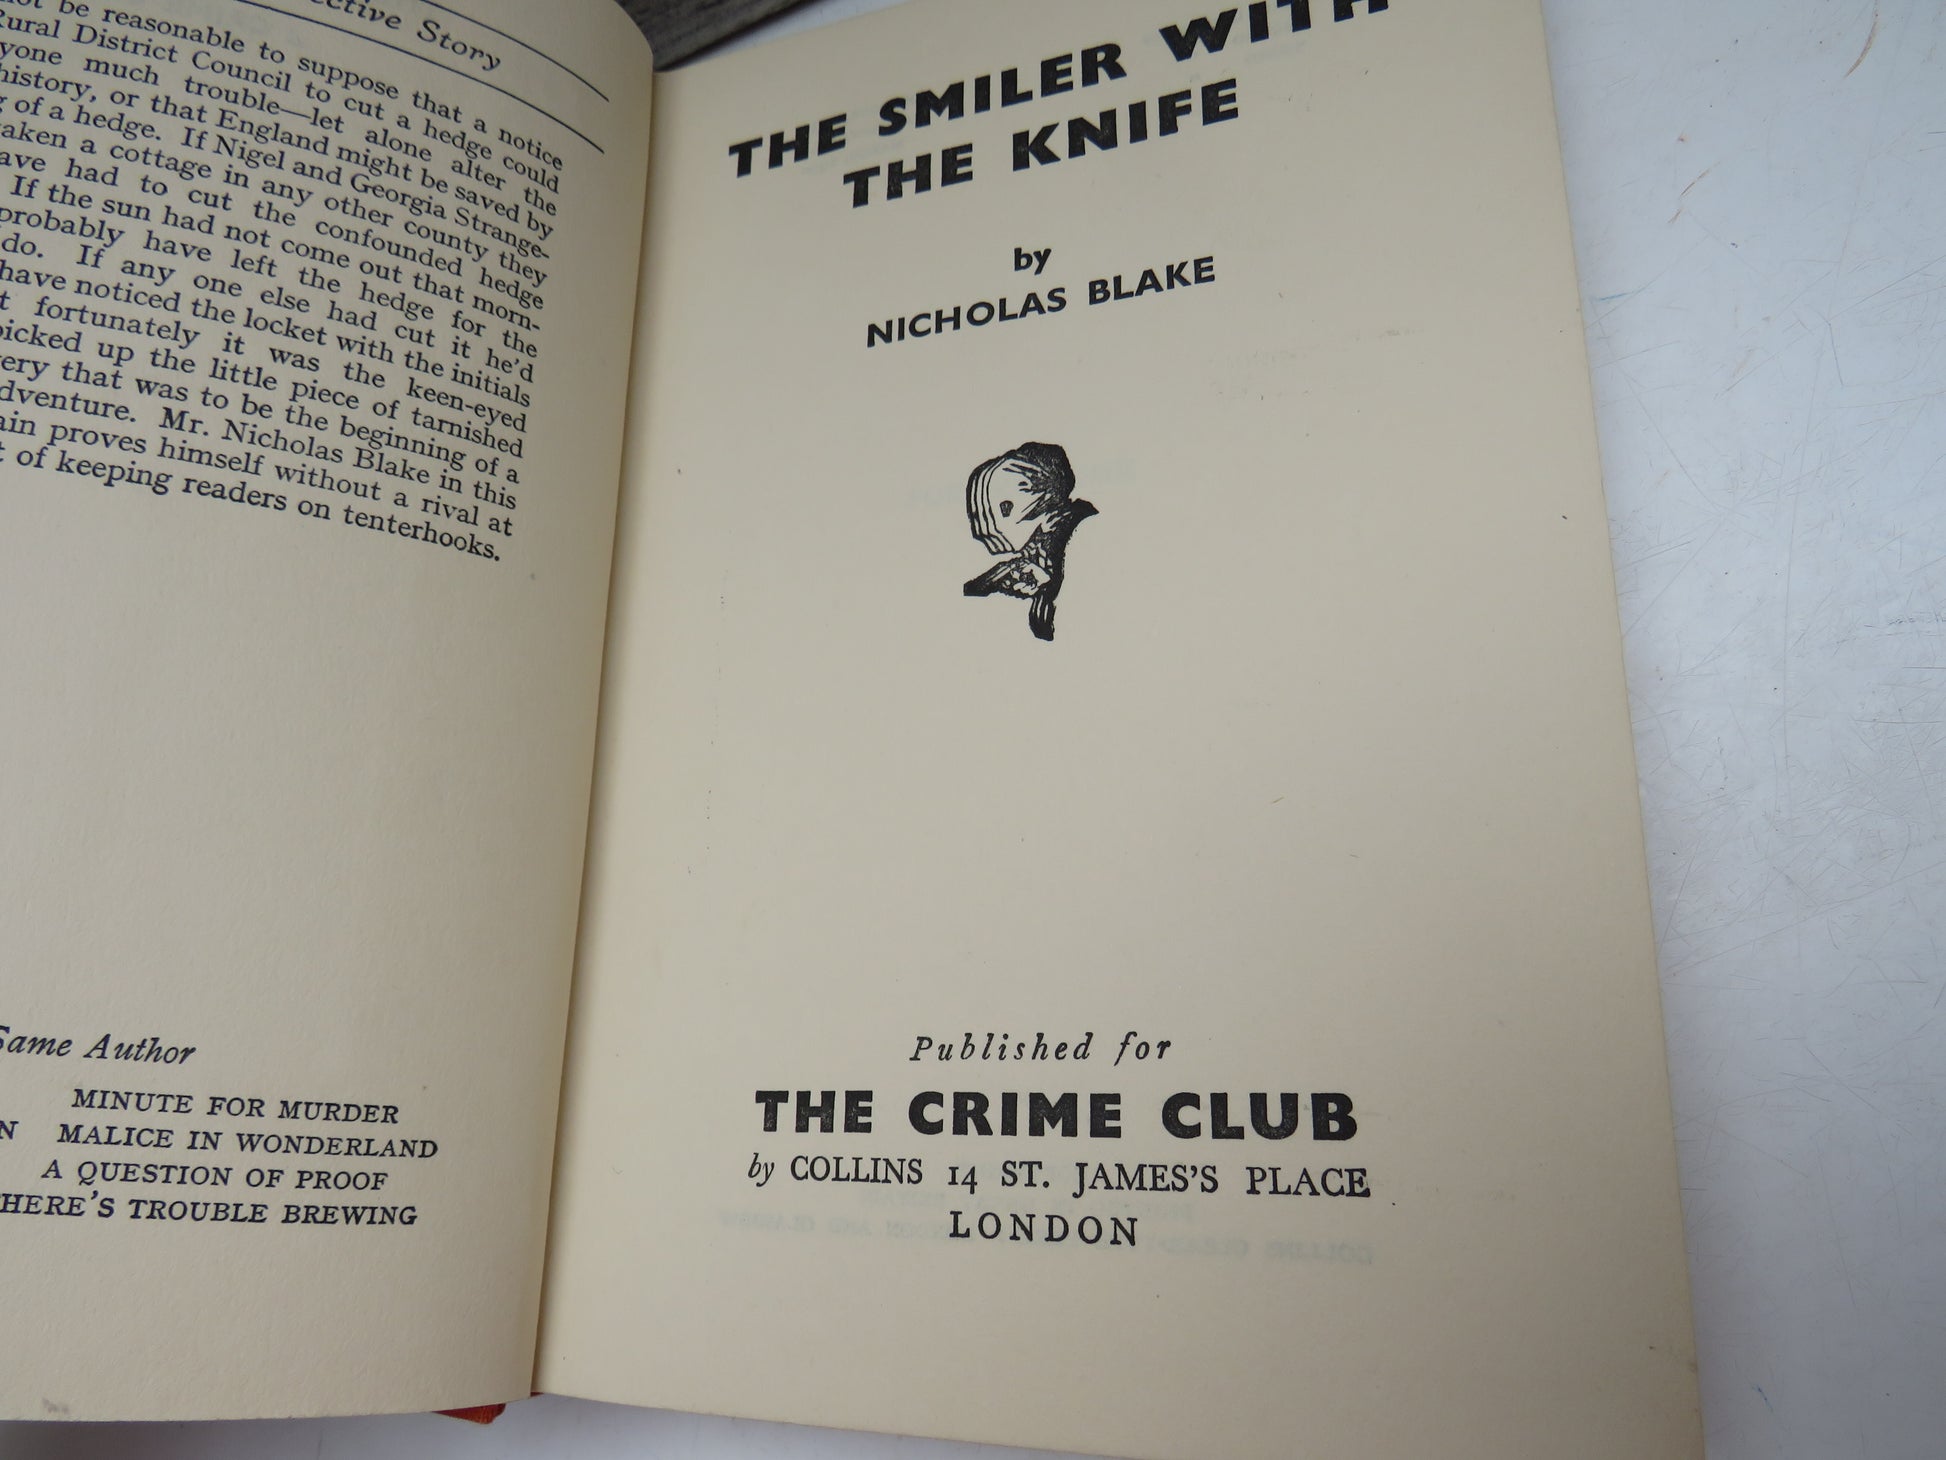 ective Story
not be reasonable to suppose that a notice
Rural District Council to cut a hedge could
yone much trouble—let alone alter the
history, or that England might be saved by
g of a hedge. If Nigel and Georgia Strange-
taken a cottage in any other county they
ave had to cut the confounded hedge
If the sun had not come out that morn-
probably have left the hedge for the
do. If any one else had cut it he'd
have noticed the locket with the initials
t fortunately it was the keen-eyed
picked up the little piece of tarnished
very that was to be the beginning of a
dventure. Mr. Nicholas Blake in this
ain proves himself without a rival at
t of keeping readers on tenterhooks.
Same Author
MINUTE FOR MURDER
N MALICE IN WONDERLAND
A QUESTION OF PROOF
HERE'S TROUBLE BREWING
THE SMILER WITH
THE KNIFE
by
NICHOLAS BLAKE
Published for
THE CRIME CLUB
by COLLINS 14 ST. JAMES'S PLACE
LONDON